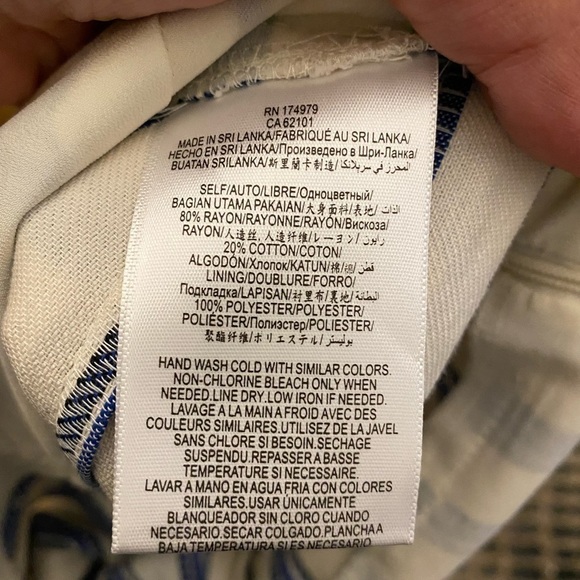 RN 174979
CA 62101
MADE IN SRI LANKA/FABRIQUÉ AU SRI LANKA/
HECHO EN SRI LANKA/Произведено в Шри-Ланка/
BUATAN SRILANKA/斯里蘭卡制造/المحرز في سريلانكا
SELF/AUTO/LIBRE/Одноцветный/
BAGIAN UTAMA PAKAIAN/大身面料/表地/الذات
80% RAYON/RAYONNE/RAYÓN/Вискоза/
RAYON/人造丝,人造纤维/レーヨン/رايون
20% COTTON/COTON/
ALGODÓN/Хлопок/KATUN/棉/綿/قطن
LINING/DOUBLURE/FORRO/
Подкладка/LAPISAN/衬里布/裏地/البطانة
100% POLYESTER/POLYESTER/
POLIÉSTER/Полиэстер/POLIESTER/
聚酯纤维/ポリエステル/بوليستر
HAND WASH COLD WITH SIMILAR COLORS.
NON-CHLORINE BLEACH ONLY WHEN
NEEDED.LINE DRY.LOW IRON IF NEEDED.
LAVAGE A LA MAIN A FROID AVEC DES
COULEURS SIMILAIRES.UTILISEZ DE LA JAVEL
SANS CHLORE SI BESOIN.SECHAGE
SUSPENDU.REPASSER A BASSE
TEMPERATURE SI NECESSAIRE.
LAVAR A MANO EN AGUA FRIA CON COLORES
SIMILARES.USAR ÚNICAMENTE
BLANQUEADOR SIN CLORO CUANDO
NECESARIO.SECAR COLGADO.PLANCHA A
BAJA TEMPERATURA SI ES NECESARIO.